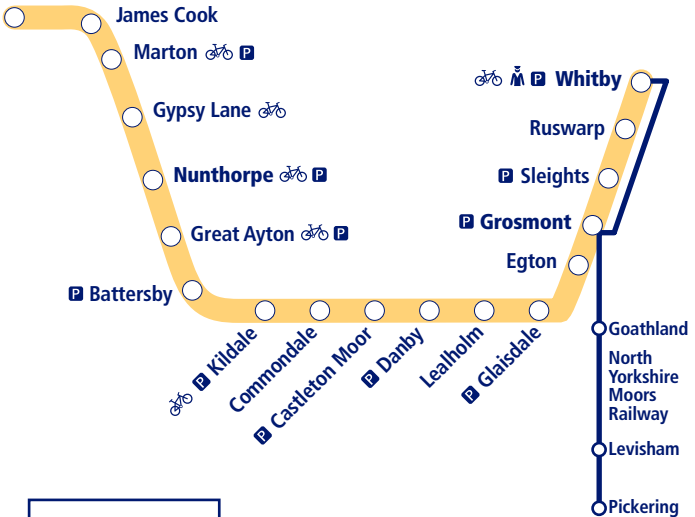 James Cook
Marton P
Gypsy Lane
Nunthorpe P
Great Ayton P
P Battersby
P Kildale
Commondale
P Castleton Moor
P Danby
Lealholm
P Glaisdale
Egton
P Grosmont
P Sleights
Ruswarp
P Whitby
Goathland
North
Yorkshire
Moors
Railway
Levisham
Pickering